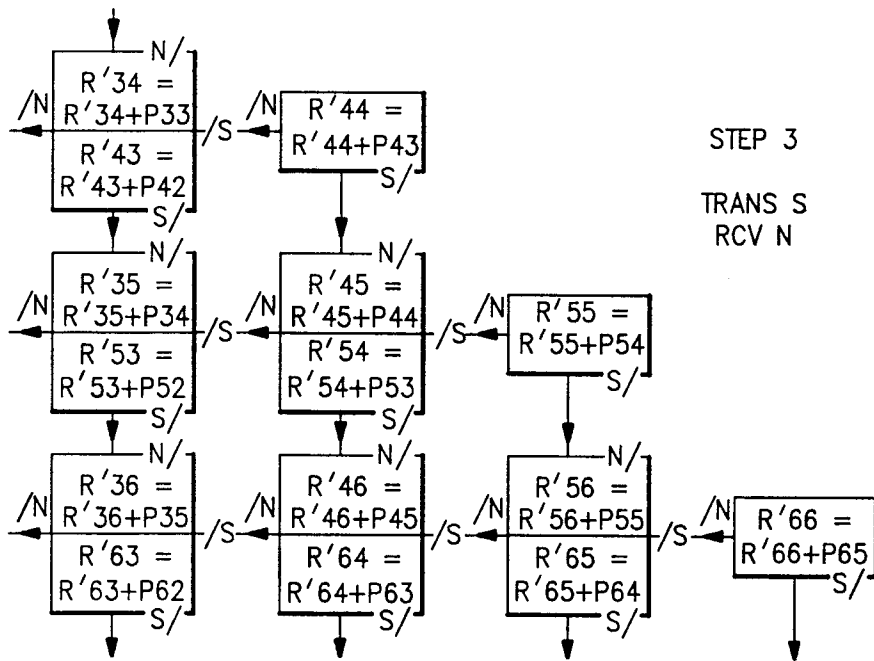 N/
R′34 =
R′34+P33
/N
/S
R′43 =
R′43+P42
S/
/N
R′44 =
R′44+P43
S/
STEP 3
TRANS S
RCV N
N/
R′35 =
R′35+P34
/N
/S
R′53 =
R′53+P52
S/
N/
R′45 =
R′45+P44
/N
/S
R′54 =
R′54+P53
S/
/N
R′55 =
R′55+P54
S/
N/
R′36 =
R′36+P35
/N
/S
R′63 =
R′63+P62
S/
N/
R′46 =
R′46+P45
/N
/S
R′64 =
R′64+P63
S/
N/
R′56 =
R′56+P55
/N
/S
R′65 =
R′65+P64
S/
/N
R′66 =
R′66+P65
S/